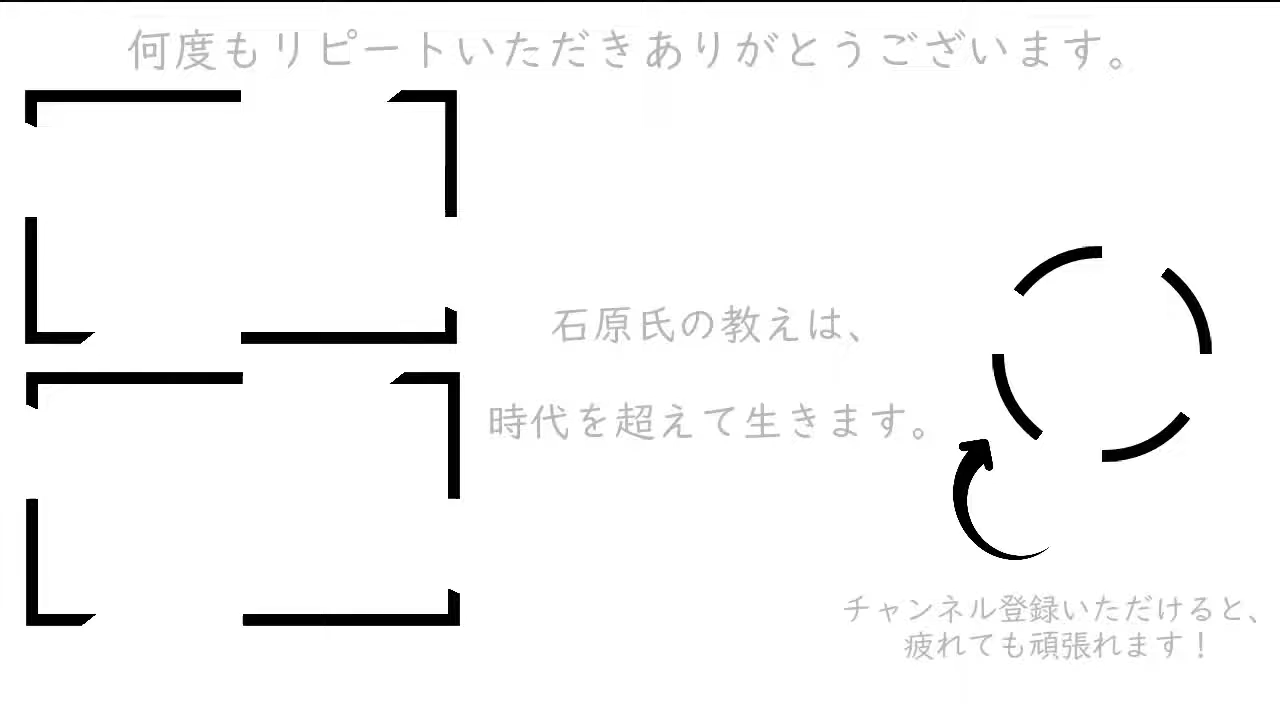 何度もリピートいただきありがとうございます。
石原氏の教えは、
時代を超えて生きます。
チャンネル登録いただけると、
疲れても頑張れます！